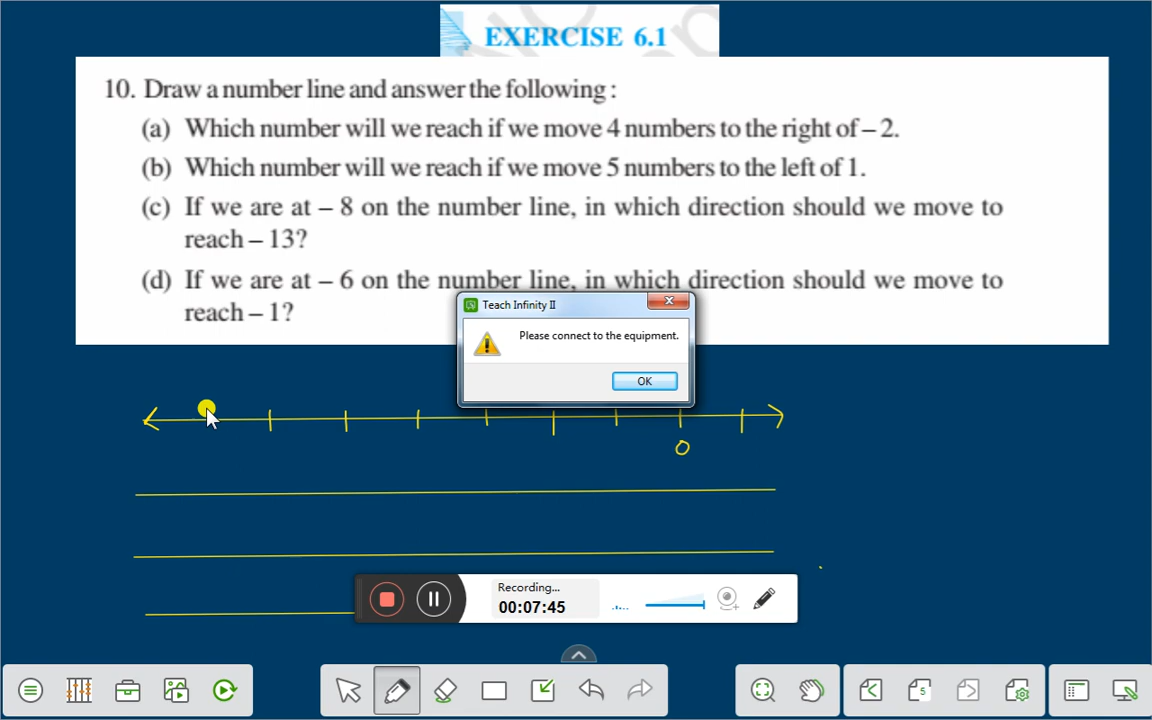 EXERCISE 6.1
10. Draw a number line and answer the following :
(a) Which number will we reach if we move 4 numbers to the right of – 2.
(b) Which number will we reach if we move 5 numbers to the left of 1.
(c) If we are at – 8 on the number line, in which direction should we move to
reach – 13?
(d) If we are at – 6 on the number line, in which direction should we move to
reach – 1?
Teach Infinity II
Please connect to the equipment.
OK
0
Recording...
00:07:45
5